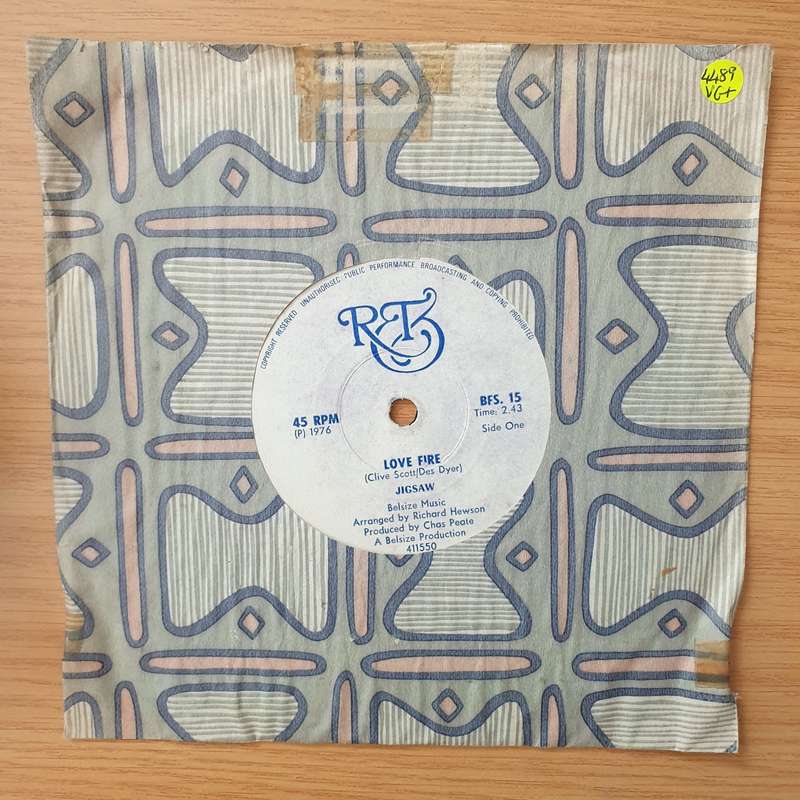 4489
VG+
COPYRIGHT RESERVED UNAUTHORISED PUBLIC PERFORMANCE BROADCASTING AND COPYING PROHIBITED
RTB
45 RPM
(P) 1976
BFS. 15
Time: 2.43
Side One
LOVE FIRE
(Clive Scott/Des Dyer)
JIGSAW
Belsize Music
Arranged by Richard Hewson
Produced by Chas Peate
A Belsize Production
411550